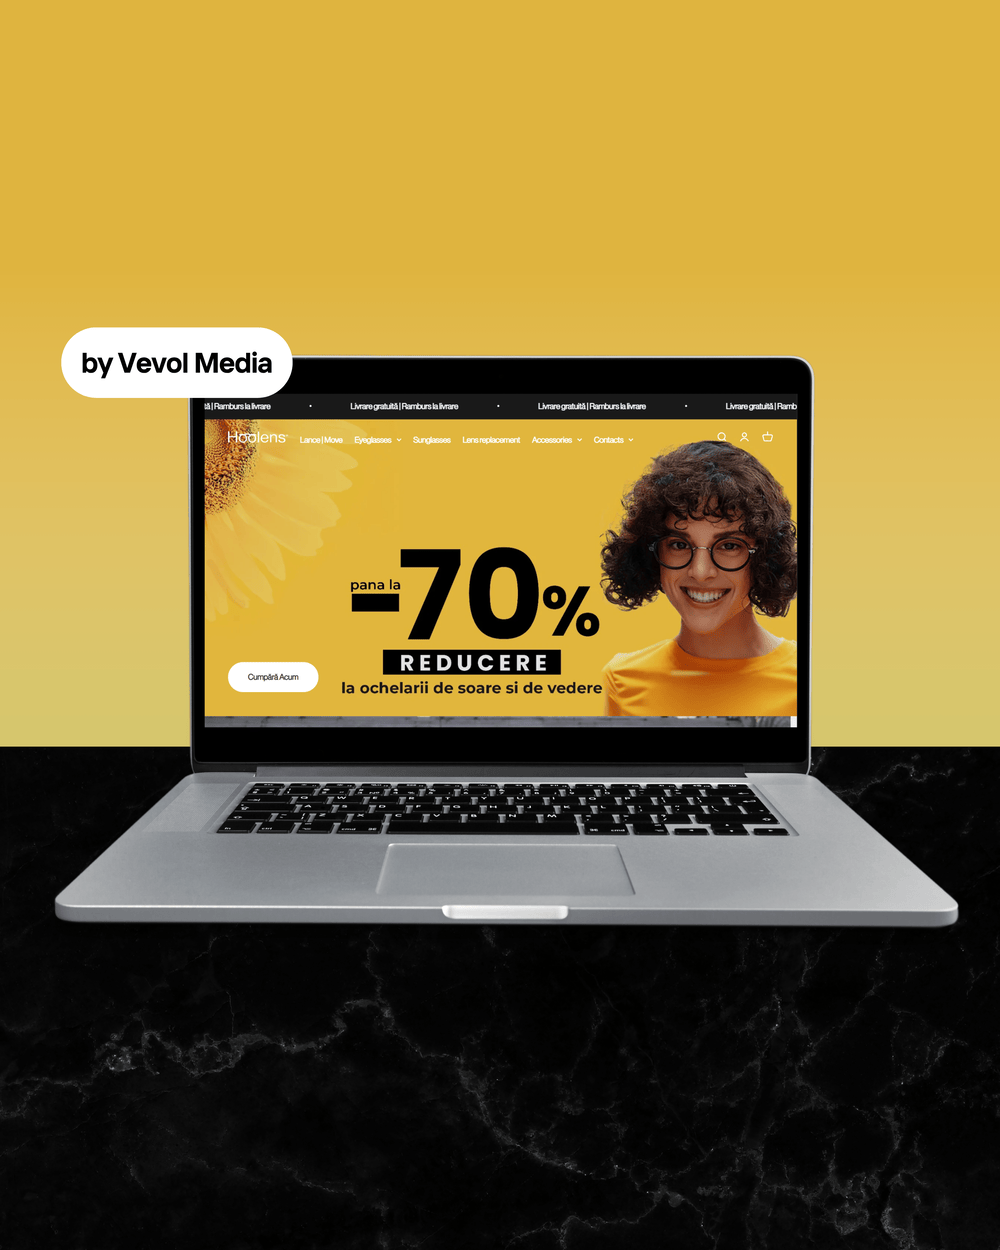 by Vevol Media
tă | Ramburs la livrare • Livrare gratuită | Ramburs la livrare • Livrare gratuită | Ramburs la livrare • Livrare gratuită | Ramb
Hoolens Lance | Move Eyeglasses Sunglasses Lens replacement Accessories Contacts
pana la
-70%
REDUCERE
la ochelarii de soare si de vedere
Cumpără Acum